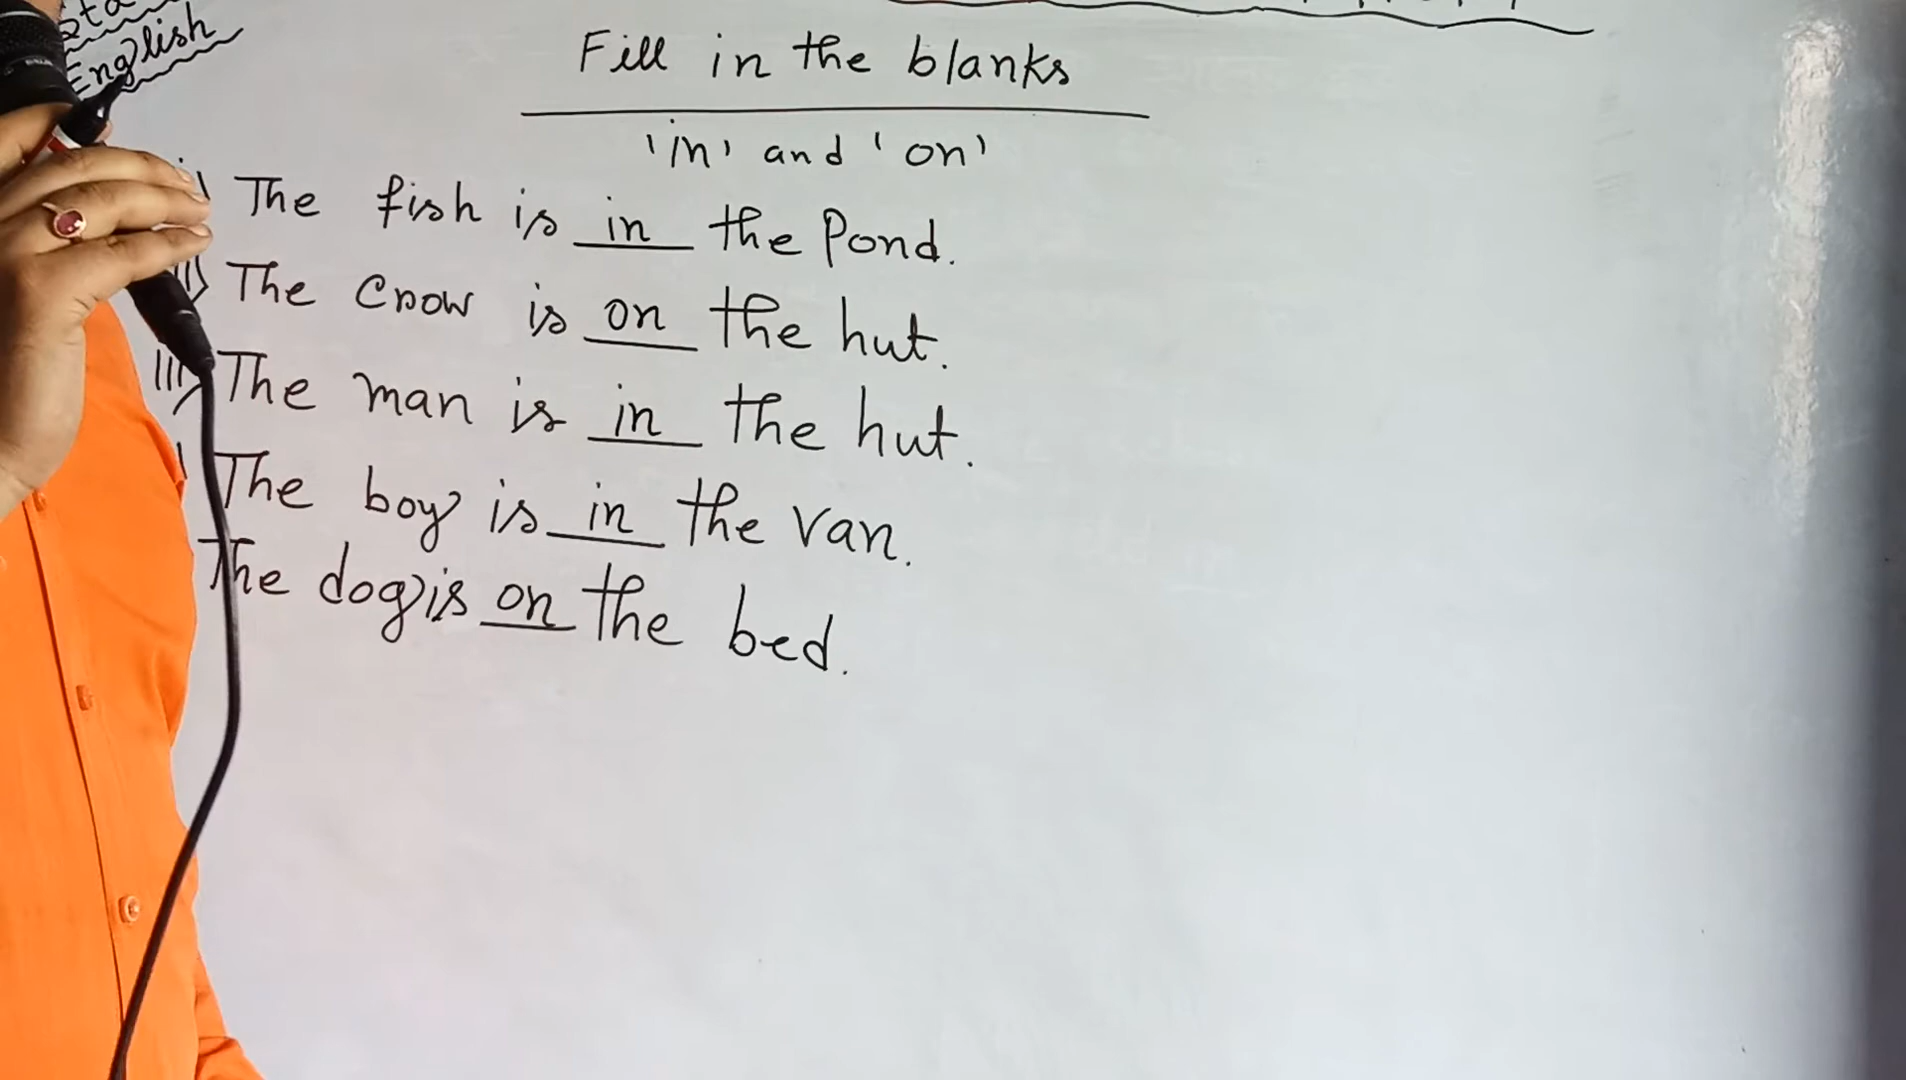 English
Fill in the blanks
'in' and 'on'
The fish is in the Pond.
II) The Crow is on the hut.
III) The man is in the hut.
The boy is in the van.
The dog is on the bed.